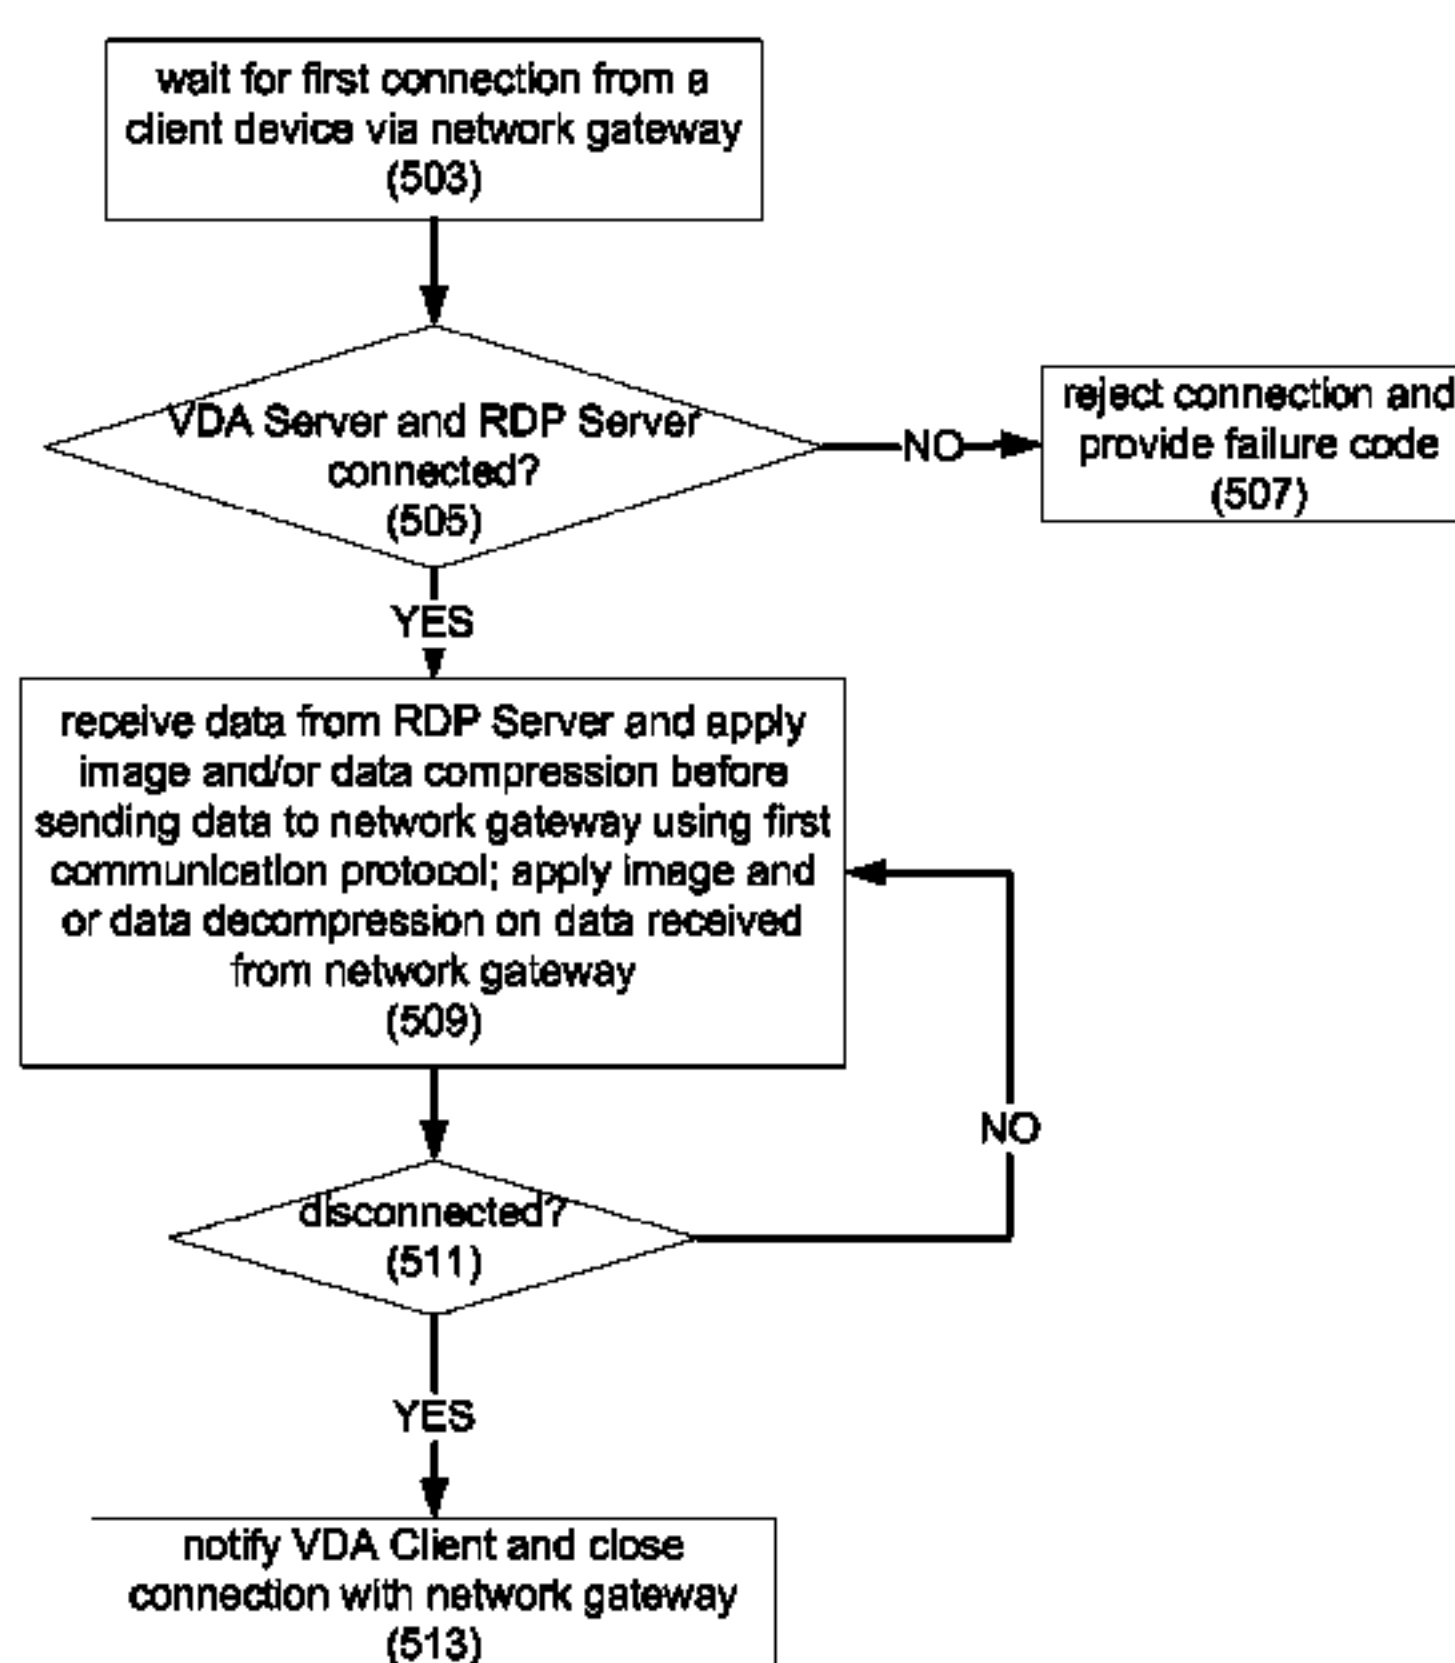 wait for first connection from a
client device via network gateway
(503)
VDA Server and RDP Server
connected?
(505)
NO
reject connection and
provide failure code
(507)
YES
receive data from RDP Server and apply
image and/or data compression before
sending data to network gateway using first
communication protocol; apply image and
or data decompression on data received
from network gateway
(509)
NO
disconnected?
(511)
YES
notify VDA Client and close
connection with network gateway
(513)